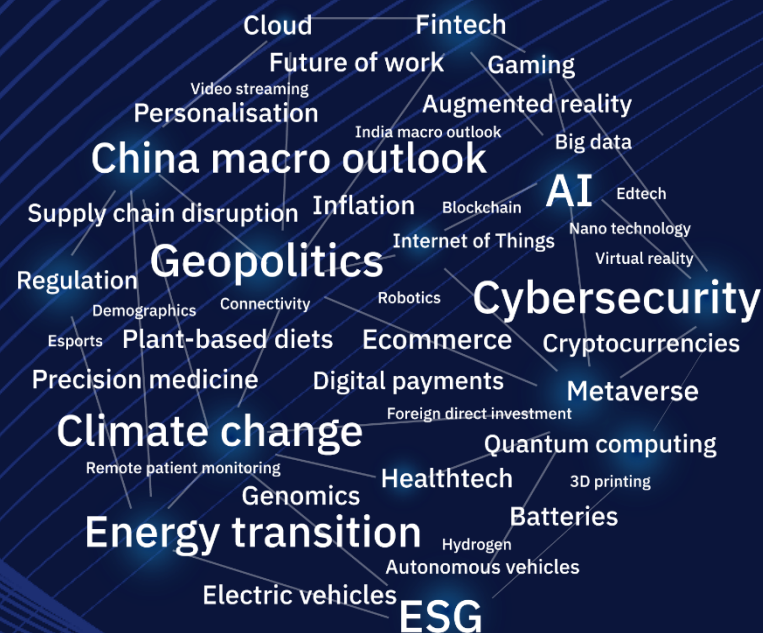 Cloud
Fintech
Future of work
Gaming
Video streaming
Personalisation
Augmented reality
India macro outlook
Big data
China macro outlook
AI
Edtech
Supply chain disruption
Inflation
Blockchain
Nano technology
Internet of Things
Geopolitics
Virtual reality
Regulation
Cybersecurity
Demographics
Connectivity
Robotics
Esports
Plant-based diets
Ecommerce
Cryptocurrencies
Precision medicine
Digital payments
Metaverse
Foreign direct investment
Climate change
Quantum computing
Remote patient monitoring
Healthtech
3D printing
Genomics
Batteries
Energy transition
Hydrogen
Autonomous vehicles
Electric vehicles
ESG